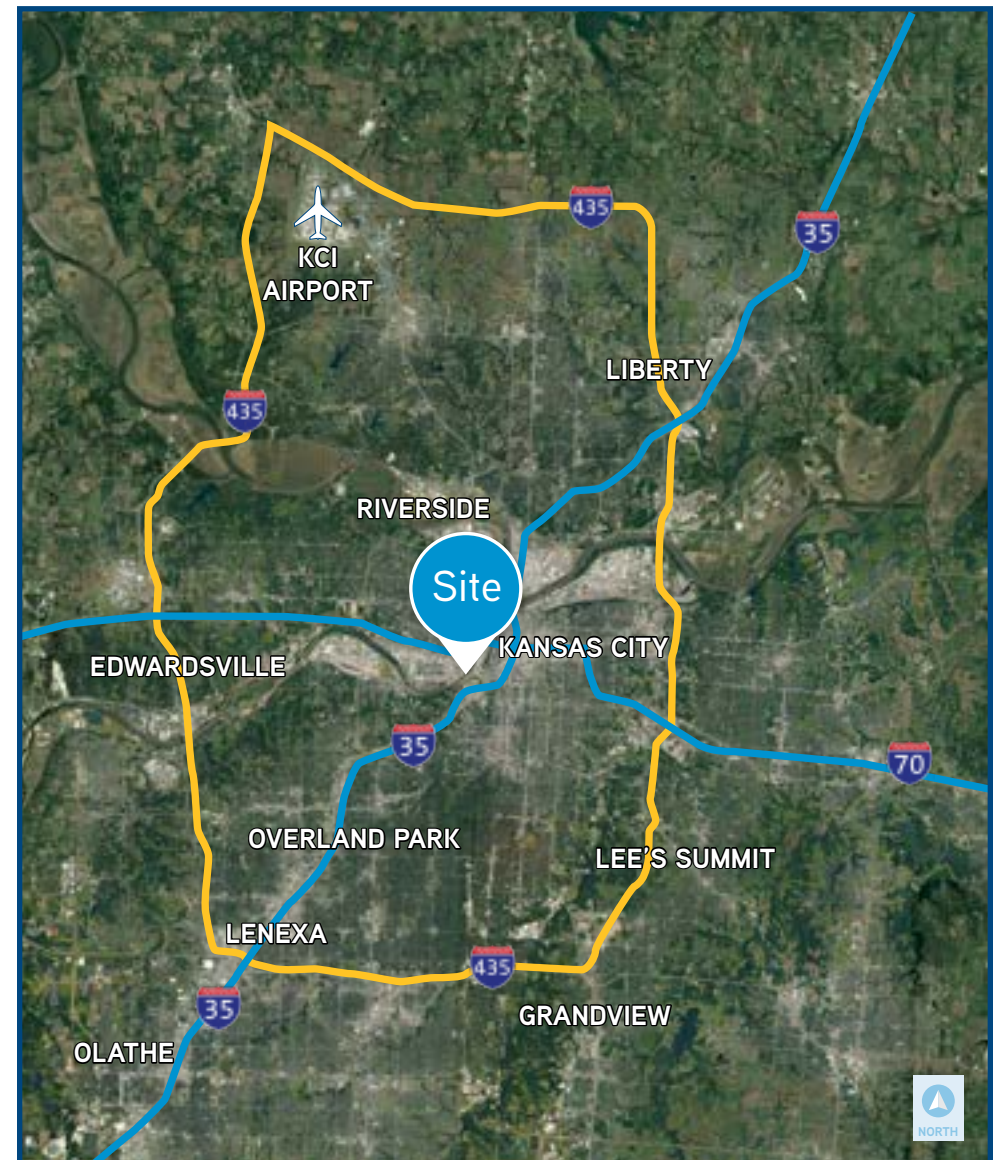 435
35
KCI
AIRPORT
LIBERTY
435
RIVERSIDE
Site
KANSAS CITY
EDWARDSVILLE
35
70
OVERLAND PARK
LEE'S SUMMIT
LENEXA
435
35
GRANDVIEW
OLATHE
NORTH